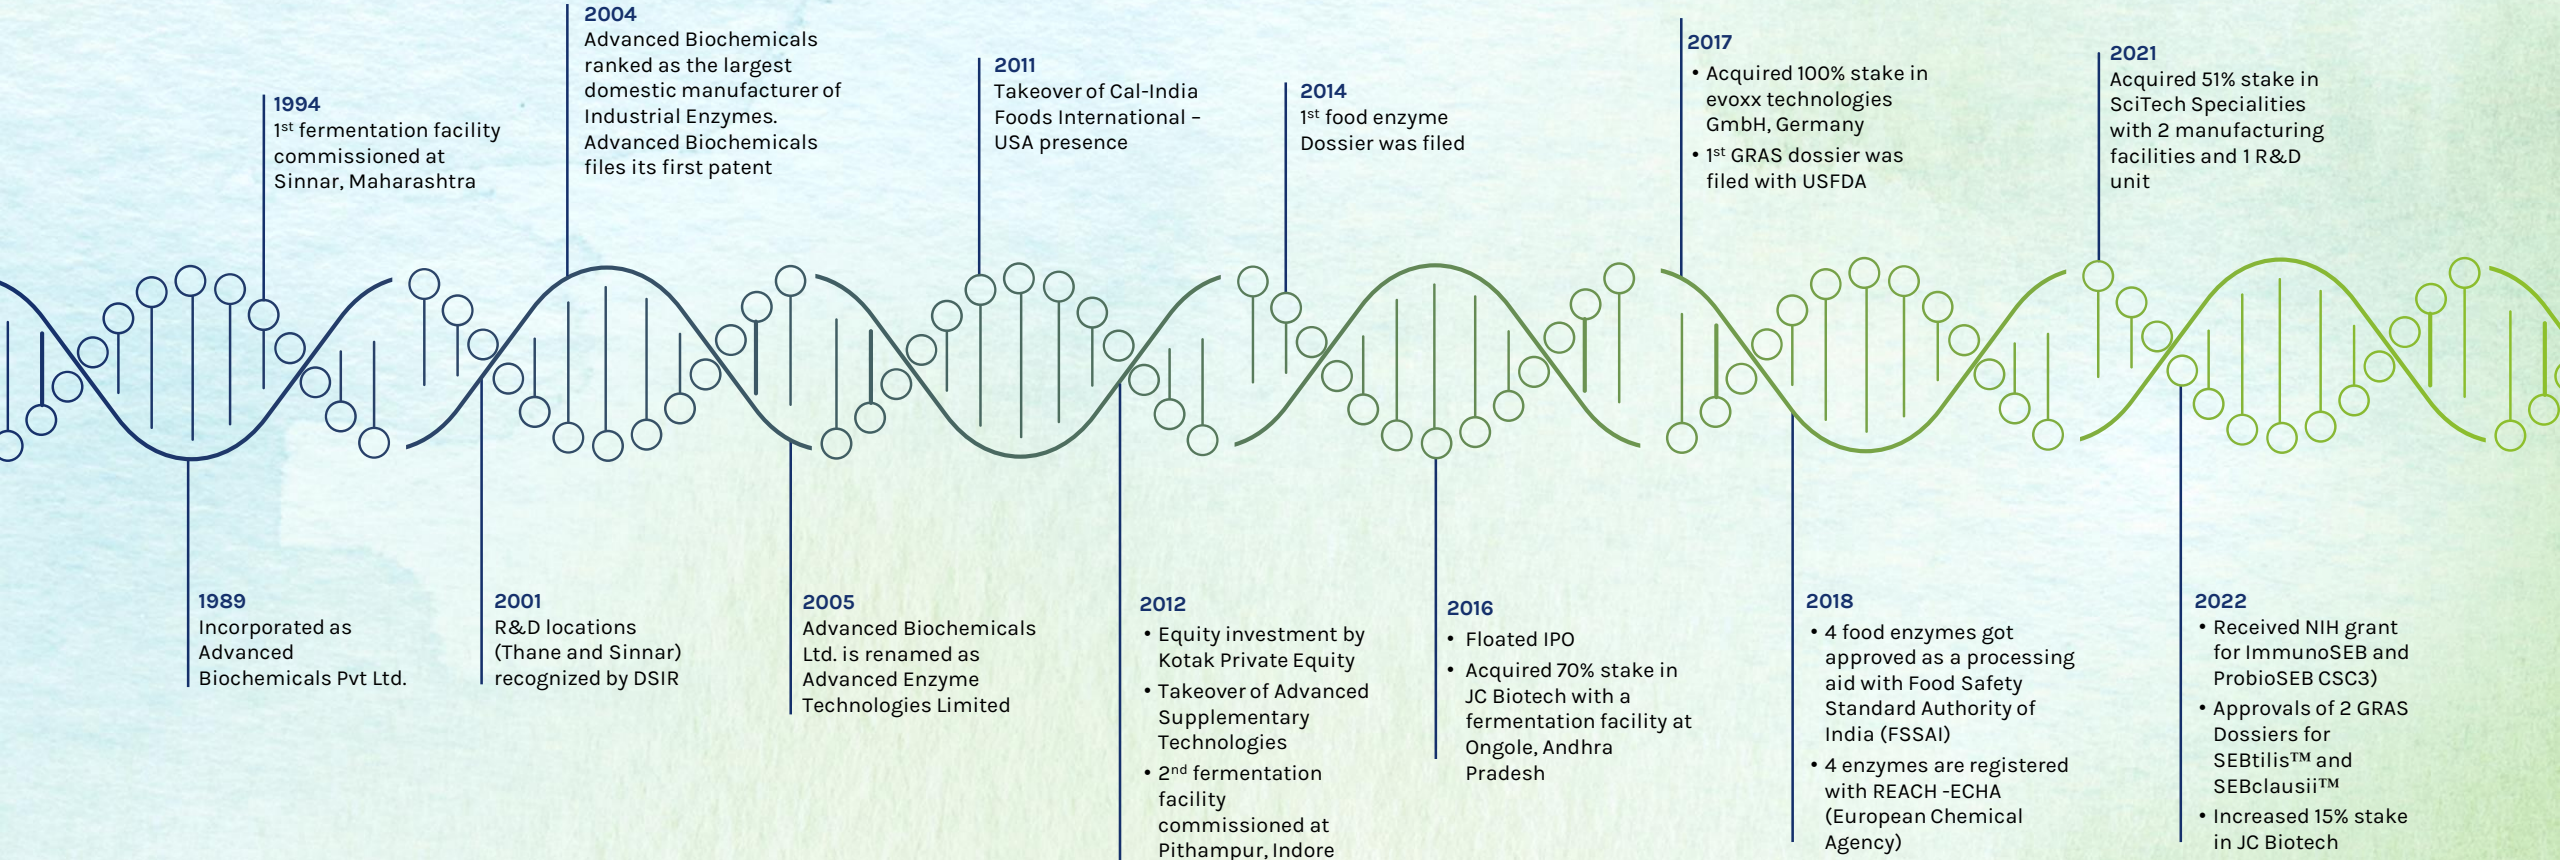 2004
Advanced Biochemicals
ranked as the largest
domestic manufacturer of
Industrial Enzymes.
Advanced Biochemicals
files its first patent
1994
1st fermentation facility
commissioned at
Sinnar, Maharashtra
2011
Takeover of Cal-India
Foods International –
USA presence
2014
1st food enzyme
Dossier was filed
2017
• Acquired 100% stake in
evoxx technologies
GmbH, Germany
• 1st GRAS dossier was
filed with USFDA
2021
Acquired 51% stake in
SciTech Specialities
with 2 manufacturing
facilities and 1 R&D
unit
1989
Incorporated as
Advanced
Biochemicals Pvt Ltd.
2001
R&D locations
(Thane and Sinnar)
recognized by DSIR
2005
Advanced Biochemicals
Ltd. is renamed as
Advanced Enzyme
Technologies Limited
2012
• Equity investment by
Kotak Private Equity
• Takeover of Advanced
Supplementary
Technologies
• 2nd fermentation
facility
commissioned at
Pithampur, Indore
2016
• Floated IPO
• Acquired 70% stake in
JC Biotech with a
fermentation facility at
Ongole, Andhra
Pradesh
2018
• 4 food enzymes got
approved as a processing
aid with Food Safety
Standard Authority of
India (FSSAI)
• 4 enzymes are registered
with REACH -ECHA
(European Chemical
Agency)
2022
• Received NIH grant
for ImmunoSEB and
ProbioSEB CSC3)
• Approvals of 2 GRAS
Dossiers for
SEBtilis™ and
SEBclausii™
• Increased 15% stake
in JC Biotech